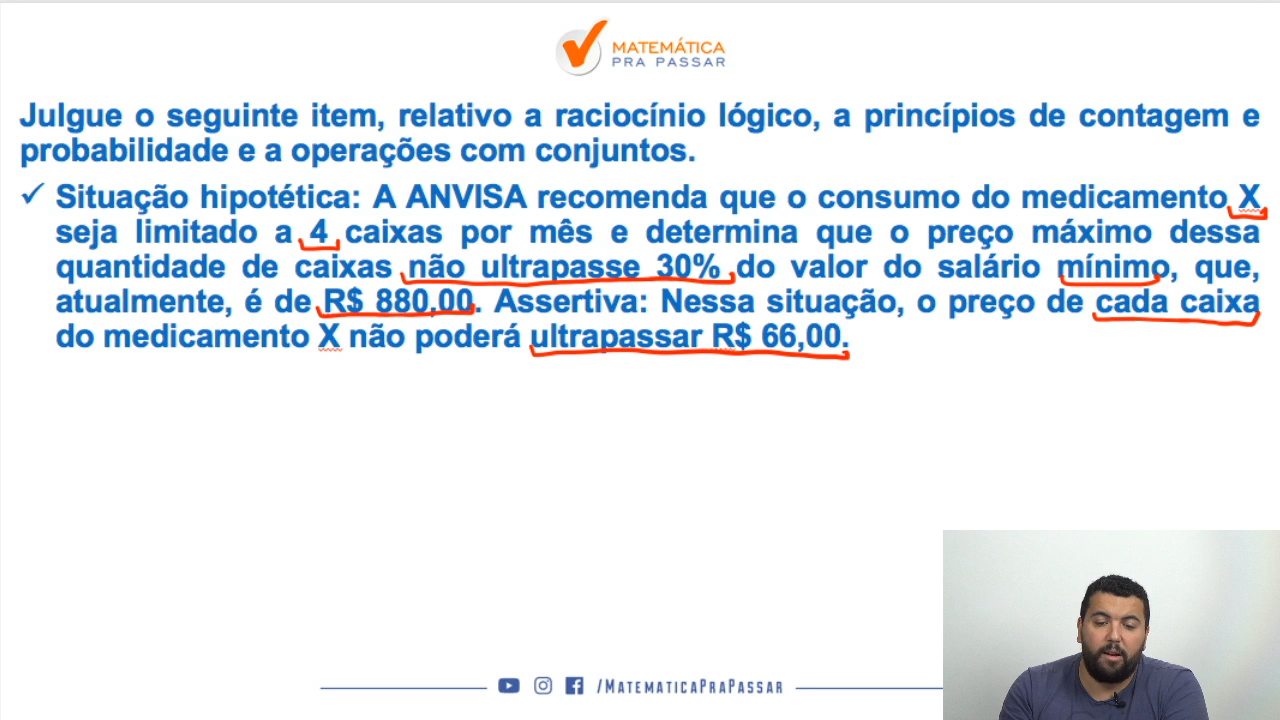 MATEMÁTICA
PRA PASSAR
Julgue o seguinte item, relativo a raciocínio lógico, a princípios de contagem e
probabilidade e a operações com conjuntos.
✓ Situação hipotética: A ANVISA recomenda que o consumo do medicamento X
seja limitado a 4 caixas por mês e determina que o preço máximo dessa
quantidade de caixas não ultrapasse 30% do valor do salário mínimo, que,
atualmente, é de R$ 880,00. Assertiva: Nessa situação, o preço de cada caixa
do medicamento X não poderá ultrapassar R$ 66,00.
/MATEMATICAPRAPASSAR